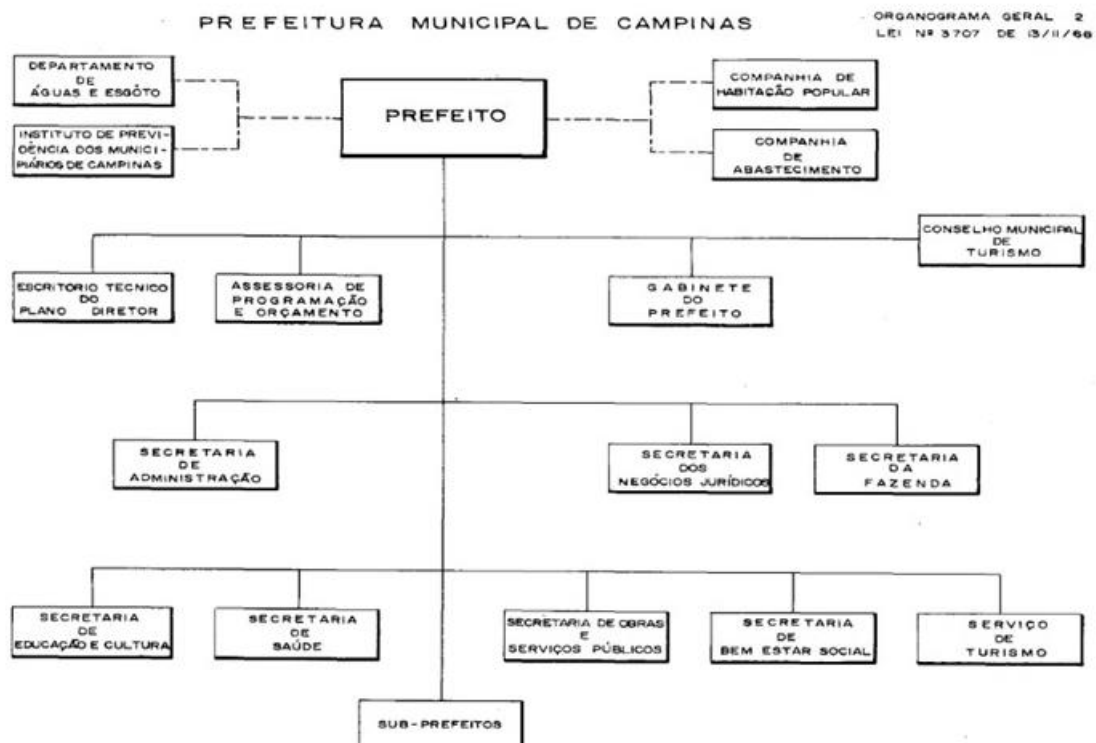 PREFEITURA MUNICIPAL DE CAMPINAS
ORGANOGRAMA GERAL 2
LEI Nº 3707 DE 13/11/68
DEPARTAMENTO
DE
ÁGUAS E ESGÔTO
INSTITUTO DE PREVI-
DÊNCIA DOS MUNICI-
PIÁRIOS DE CAMPINAS
PREFEITO
COMPANHIA DE
HABITAÇÃO POPULAR
COMPANHIA
DE
ABASTECIMENTO
CONSELHO MUNICIPAL
DE
TURISMO
ESCRITÓRIO TÉCNICO
DO
PLANO DIRETOR
ASSESSORIA DE
PROGRAMAÇÃO
E ORÇAMENTO
GABINETE
DO
PREFEITO
SECRETARIA
DE
ADMINISTRAÇÃO
SECRETARIA
DOS
NEGÓCIOS JURÍDICOS
SECRETARIA
DA
FAZENDA
SECRETARIA
DE
EDUCAÇÃO E CULTURA
SECRETARIA
DE
SAÚDE
SECRETARIA DE OBRAS
E
SERVIÇOS PÚBLICOS
SECRETARIA
DE
BEM ESTAR SOCIAL
SERVIÇO
DE
TURISMO
SUB-PREFEITOS